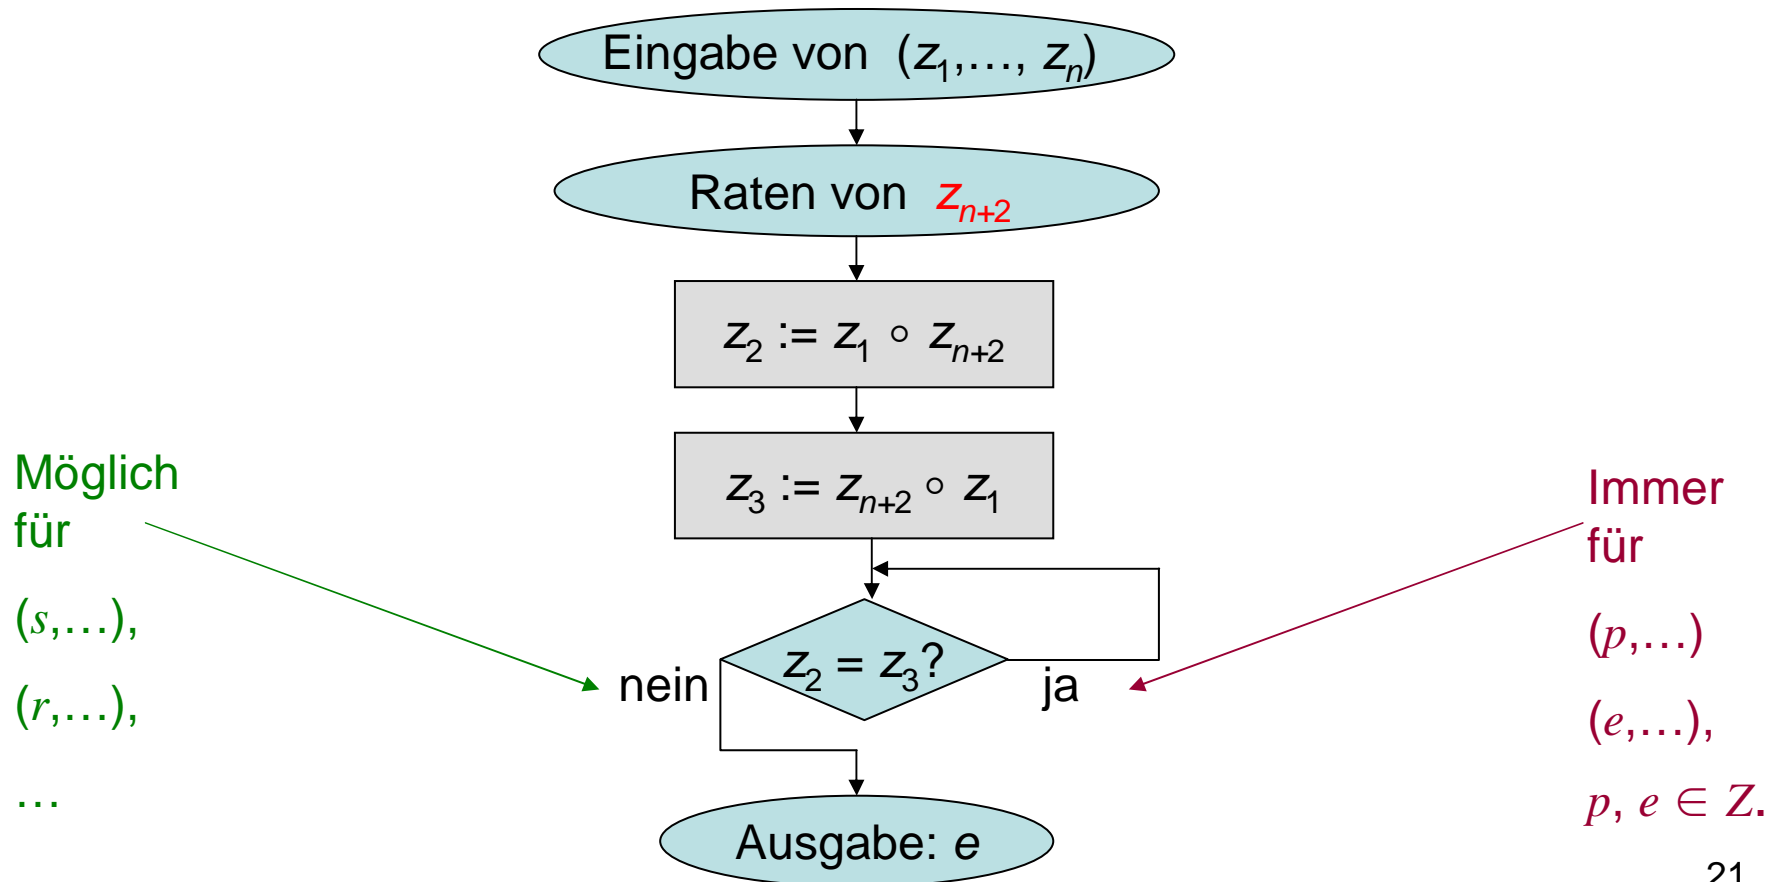 Eingabe von (z₁,…, zₙ)
Raten von zₙ₊₂
z₂ := z₁ ∘ zₙ₊₂
z₃ := zₙ₊₂ ∘ z₁
z₂ = z₃?
nein
ja
Ausgabe: e
Möglich
für
(s,…),
(r,…),
…
Immer
für
(p,…)
(e,…),
p, e ∈ Z.
21